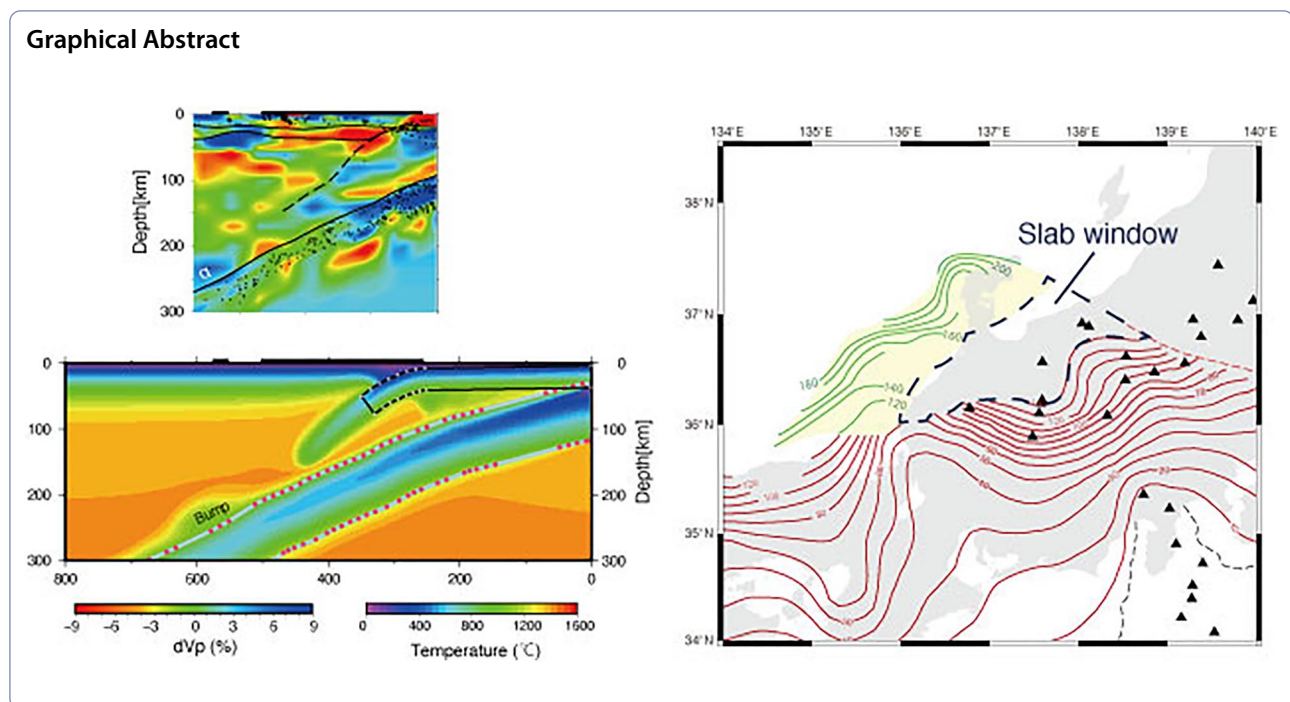 Graphical Abstract
0
100
200
300
Depth[km]
α
0
100
200
300
0
100
200
300
Depth[km]
Bump
800
600
400
200
0
-9
-6
-3
0
3
6
9
dVp (%)
0
400
800
1200
1600
Temperature (℃)
134°E
135°E
136°E
137°E
138°E
139°E
140°E
38°N
37°N
36°N
35°N
34°N
Slab window
200
160
180
140
120